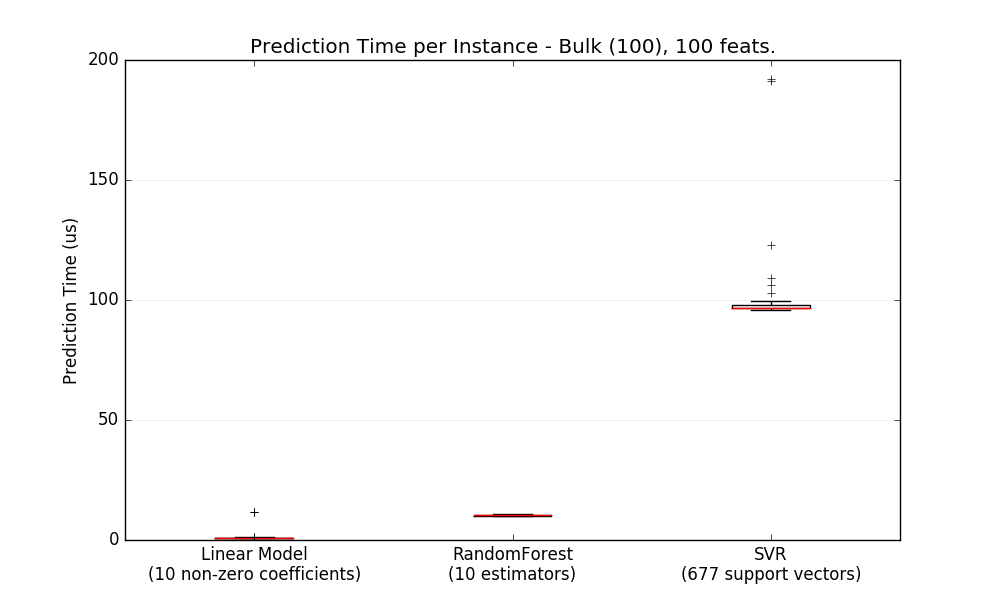 Prediction Time per Instance - Bulk (100), 100 feats.
200
150
100
50
0
Prediction Time (us)
Linear Model
(10 non-zero coefficients)
RandomForest
(10 estimators)
SVR
(677 support vectors)